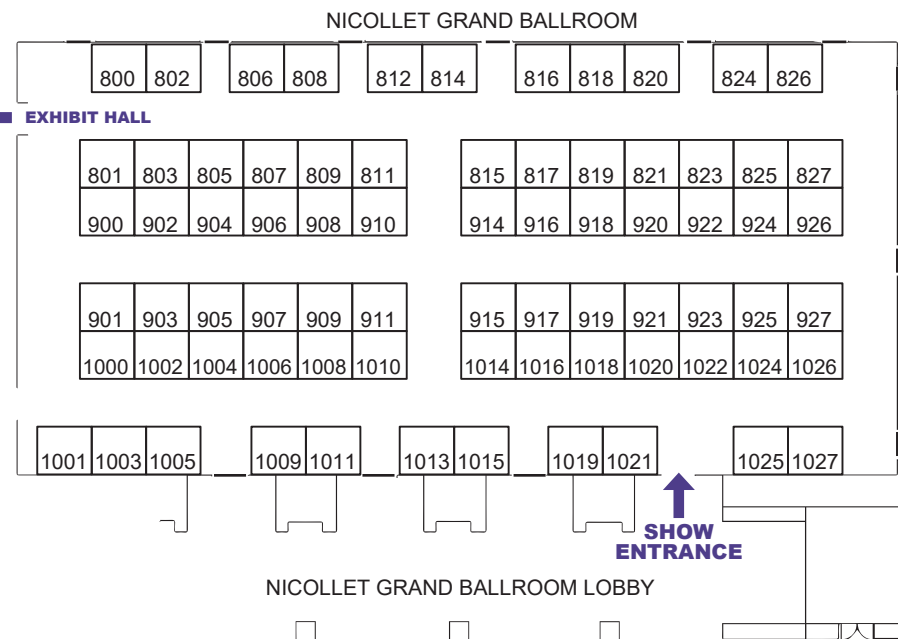 NICOLLET GRAND BALLROOM
800 802 806 808 812 814 816 818 820 824 826
EXHIBIT HALL
801 803 805 807 809 811 815 817 819 821 823 825 827
900 902 904 906 908 910 914 916 918 920 922 924 926
901 903 905 907 909 911 915 917 919 921 923 925 927
1000 1002 1004 1006 1008 1010 1014 1016 1018 1020 1022 1024 1026
1001 1003 1005 1009 1011 1013 1015 1019 1021 1025 1027
SHOW
ENTRANCE
NICOLLET GRAND BALLROOM LOBBY